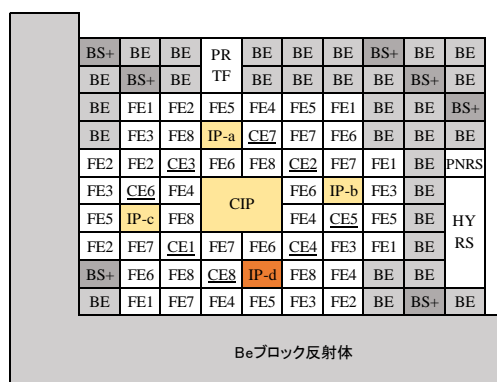 BS+ BE BE PR BE BE BE BS+ BE BE
BE BS+ BE TF BE BE BE BE BS+ BE
BE FE1 FE2 FE5 FE4 FE5 FE1 BE BE BS+
BE FE3 FE8 IP-a CE7 FE7 FE6 BE BE BE
FE2 FE2 CE3 FE6 FE8 CE2 FE7 FE1 BE PNRS
FE3 CE6 FE4 CIP FE6 IP-b FE3 BE
FE5 IP-c FE8 FE4 CE5 FE5 BE HY
FE2 FE7 CE1 FE7 FE6 CE4 FE3 FE1 BE RS
BS+ FE6 FE8 CE8 IP-d FE8 FE4 BE BE
BE FE1 FE7 FE4 FE5 FE3 FE2 BE BS+ BE
Beブロック反射体